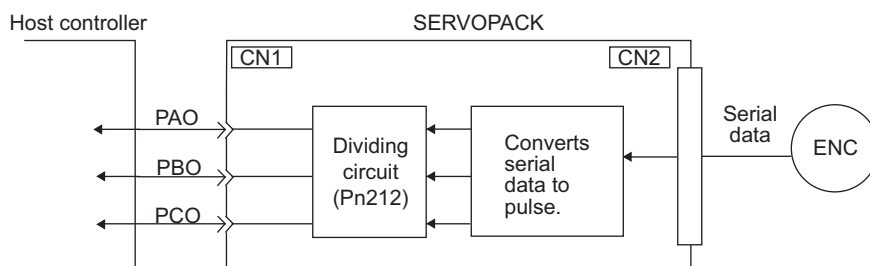 Host controller
SERVOPACK
CN1
CN2
PAO
PBO
PCO
Dividing
circuit
(Pn212)
Converts
serial
data to
pulse.
Serial
data
ENC